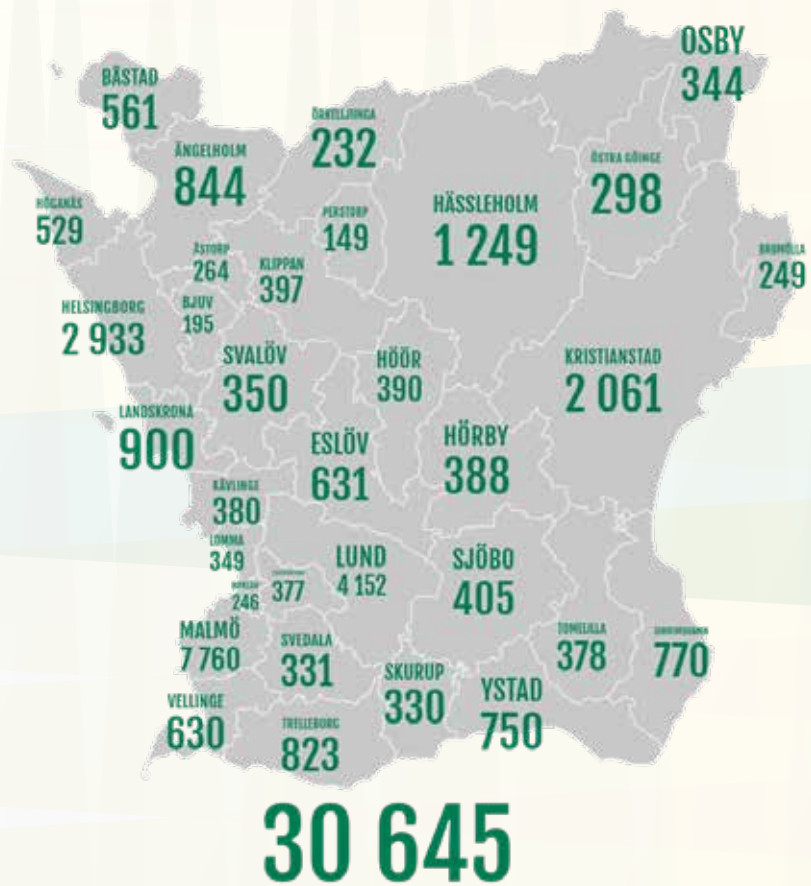 OSBY
344
BÅSTAD
561
ÖRKELLJUNGA
232
ÄNGELHOLM
844
ÖSTRA GÖINGE
298
HÄSSLEHOLM
1 249
HÖGANÄS
529
PERSTORP
149
BROMÖLLA
249
ÅSTORP
264
KLIPPAN
397
HELSINGBORG
2 933
BJUV
195
SVALÖV
350
HÖÖR
390
KRISTIANSTAD
2 061
LANDSKRONA
900
ESLÖV
631
HÖRBY
388
KÄVLINGE
380
LOMMA
349
LUND
4 152
SJÖBO
405
377
246
MALMÖ
7 760
SVEDALA
331
TOMELILLA
378
770
SKURUP
330
YSTAD
750
VELLINGE
630
TRELLEBORG
823
30 645